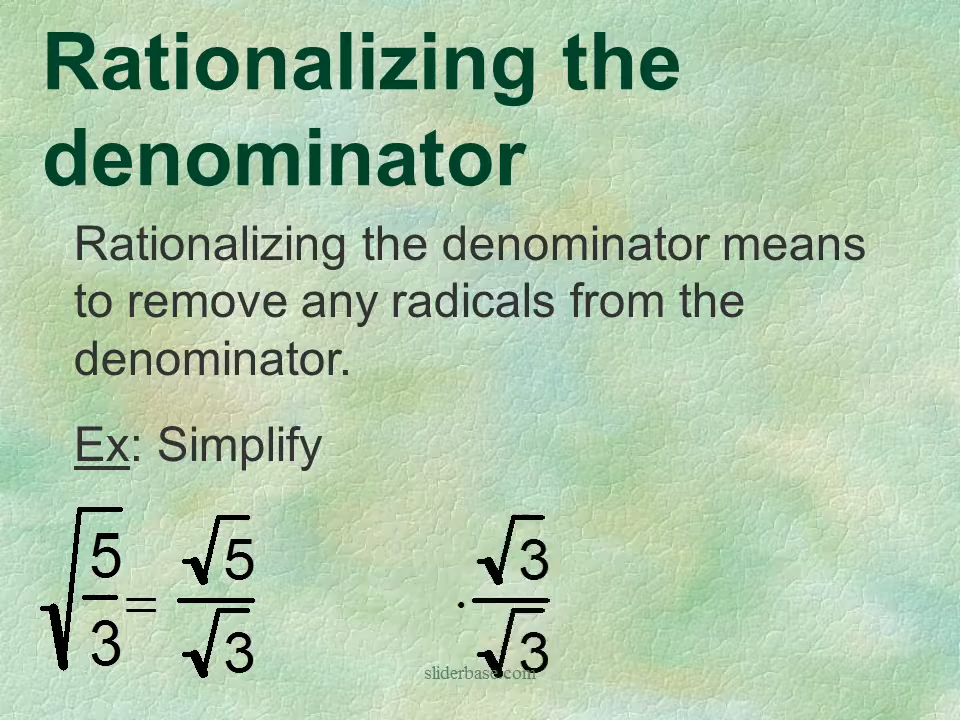 Rationalizing the
denominator
Rationalizing the denominator means
to remove any radicals from the
denominator.
Ex: Simplify
√(5/3) = √5/√3 · √3/√3
sliderbase.com